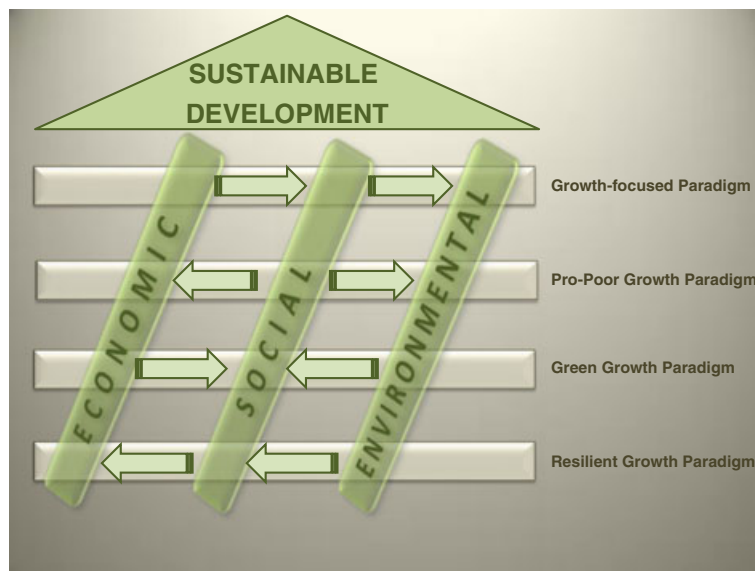 SUSTAINABLE
DEVELOPMENT
ECONOMIC
SOCIAL
ENVIRONMENTAL
Growth-focused Paradigm
Pro-Poor Growth Paradigm
Green Growth Paradigm
Resilient Growth Paradigm